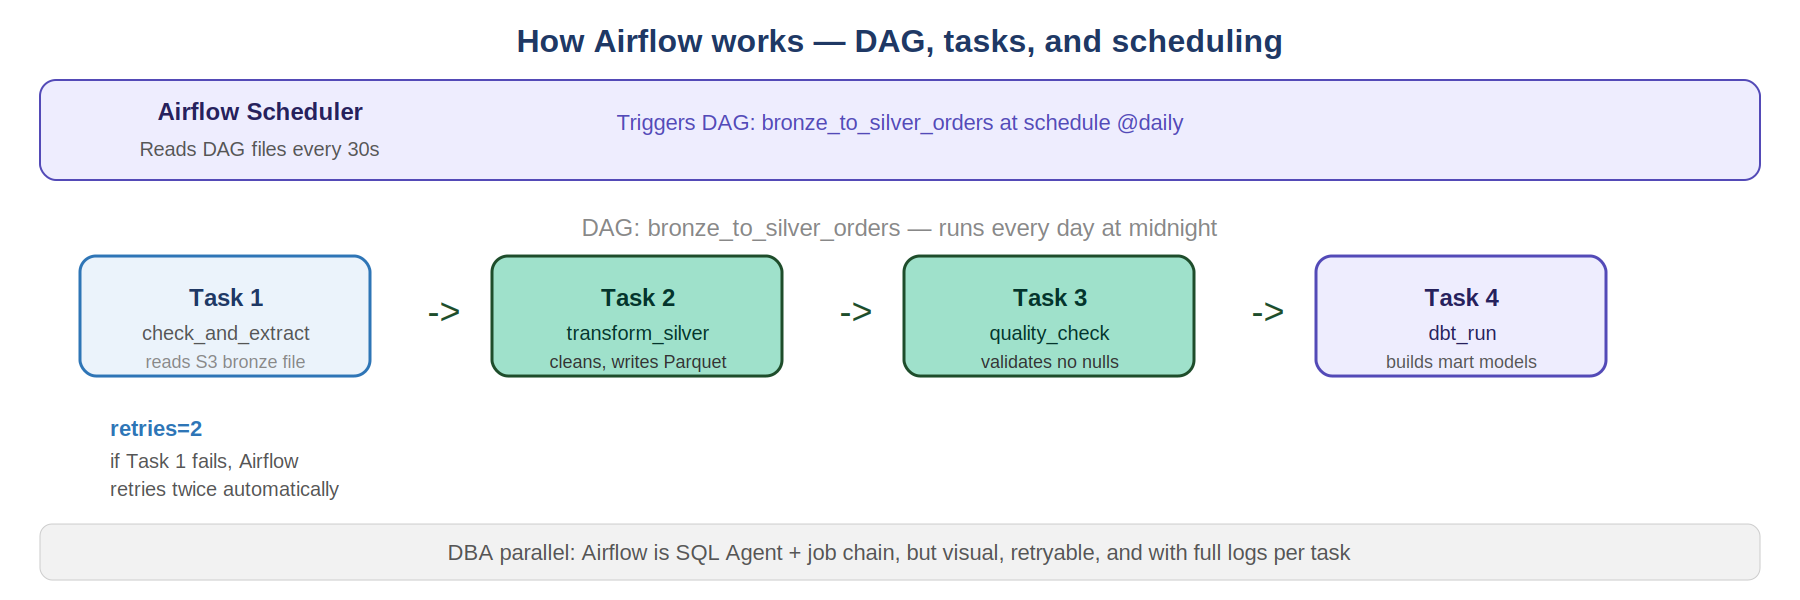 How Airflow works — DAG, tasks, and scheduling
Airflow Scheduler
Reads DAG files every 30s
Triggers DAG: bronze_to_silver_orders at schedule @daily
DAG: bronze_to_silver_orders — runs every day at midnight
Task 1
check_and_extract
reads S3 bronze file
->
Task 2
transform_silver
cleans, writes Parquet
->
Task 3
quality_check
validates no nulls
->
Task 4
dbt_run
builds mart models
retries=2
if Task 1 fails, Airflow
retries twice automatically
DBA parallel: Airflow is SQL Agent + job chain, but visual, retryable, and with full logs per task